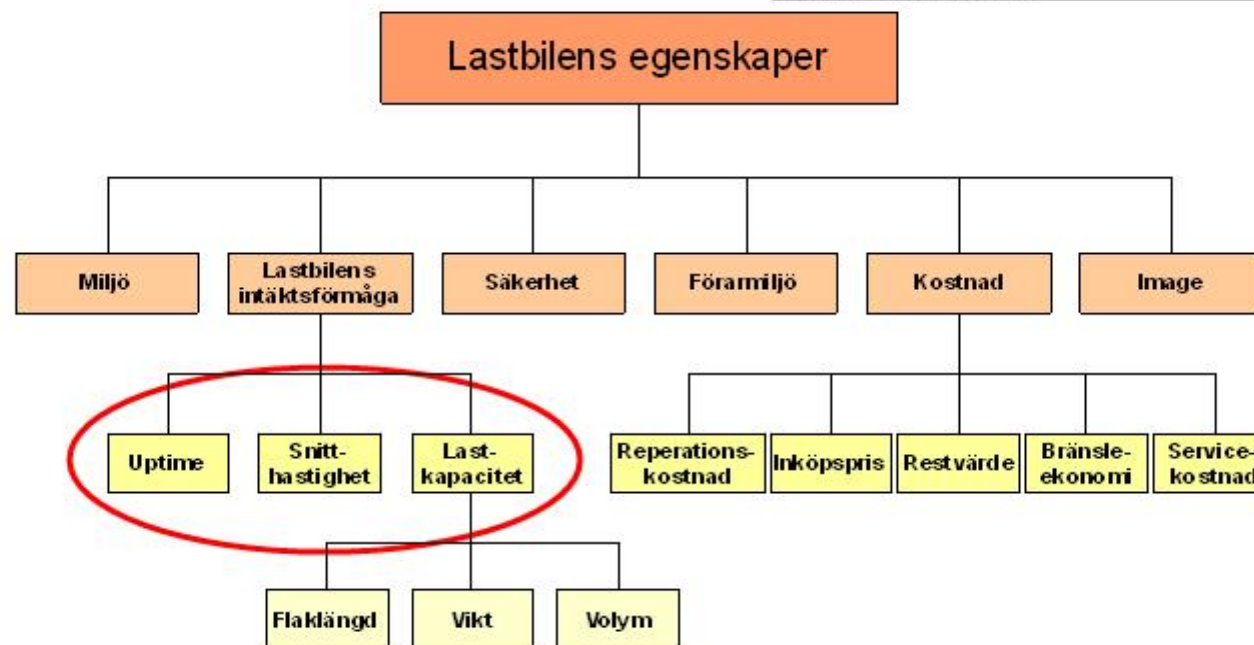 Lastbilens egenskaper
Miljö
Lastbilens
intäktsförmåga
Säkerhet
Förarmiljö
Kostnad
Image
Uptime
Snitt-
hastighet
Last-
kapacitet
Reperations-
kostnad
Inköpspris
Restvärde
Bränsle-
ekonomi
Service-
kostnad
Flaklängd
Vikt
Volym